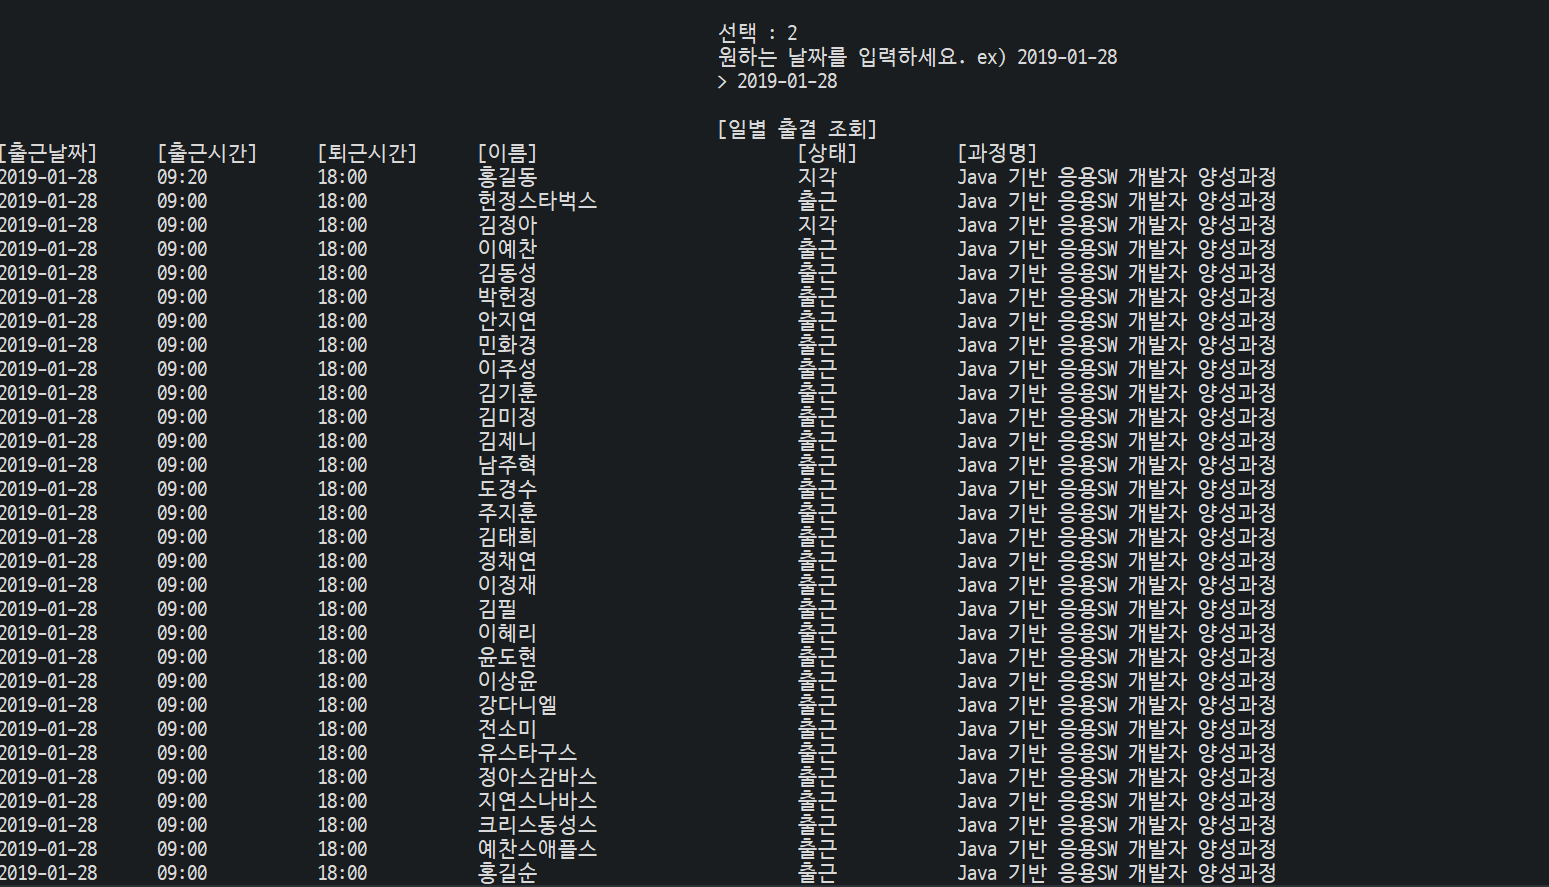 선택 : 2
원하는 날짜를 입력하세요. ex) 2019-01-28
> 2019-01-28
[일별 출결 조회]
[출근날짜] [출근시간] [퇴근시간] [이름] [상태] [과정명]
2019-01-28 09:20 18:00 홍길동 지각 Java 기반 응용SW 개발자 양성과정
2019-01-28 09:00 18:00 헌정스타벅스 출근 Java 기반 응용SW 개발자 양성과정
2019-01-28 09:00 18:00 김정아 지각 Java 기반 응용SW 개발자 양성과정
2019-01-28 09:00 18:00 이예찬 출근 Java 기반 응용SW 개발자 양성과정
2019-01-28 09:00 18:00 김동성 출근 Java 기반 응용SW 개발자 양성과정
2019-01-28 09:00 18:00 박헌정 출근 Java 기반 응용SW 개발자 양성과정
2019-01-28 09:00 18:00 안지연 출근 Java 기반 응용SW 개발자 양성과정
2019-01-28 09:00 18:00 민화경 출근 Java 기반 응용SW 개발자 양성과정
2019-01-28 09:00 18:00 이주성 출근 Java 기반 응용SW 개발자 양성과정
2019-01-28 09:00 18:00 김기훈 출근 Java 기반 응용SW 개발자 양성과정
2019-01-28 09:00 18:00 김미정 출근 Java 기반 응용SW 개발자 양성과정
2019-01-28 09:00 18:00 김제니 출근 Java 기반 응용SW 개발자 양성과정
2019-01-28 09:00 18:00 남주혁 출근 Java 기반 응용SW 개발자 양성과정
2019-01-28 09:00 18:00 도경수 출근 Java 기반 응용SW 개발자 양성과정
2019-01-28 09:00 18:00 주지훈 출근 Java 기반 응용SW 개발자 양성과정
2019-01-28 09:00 18:00 김태희 출근 Java 기반 응용SW 개발자 양성과정
2019-01-28 09:00 18:00 정채연 출근 Java 기반 응용SW 개발자 양성과정
2019-01-28 09:00 18:00 이정재 출근 Java 기반 응용SW 개발자 양성과정
2019-01-28 09:00 18:00 김필 출근 Java 기반 응용SW 개발자 양성과정
2019-01-28 09:00 18:00 이혜리 출근 Java 기반 응용SW 개발자 양성과정
2019-01-28 09:00 18:00 윤도현 출근 Java 기반 응용SW 개발자 양성과정
2019-01-28 09:00 18:00 이상윤 출근 Java 기반 응용SW 개발자 양성과정
2019-01-28 09:00 18:00 강다니엘 출근 Java 기반 응용SW 개발자 양성과정
2019-01-28 09:00 18:00 전소미 출근 Java 기반 응용SW 개발자 양성과정
2019-01-28 09:00 18:00 유스타구스 출근 Java 기반 응용SW 개발자 양성과정
2019-01-28 09:00 18:00 정아스감바스 출근 Java 기반 응용SW 개발자 양성과정
2019-01-28 09:00 18:00 지연스나바스 출근 Java 기반 응용SW 개발자 양성과정
2019-01-28 09:00 18:00 크리스동성스 출근 Java 기반 응용SW 개발자 양성과정
2019-01-28 09:00 18:00 예찬스애플스 출근 Java 기반 응용SW 개발자 양성과정
2019-01-28 09:00 18:00 홍길순 출근 Java 기반 응용SW 개발자 양성과정